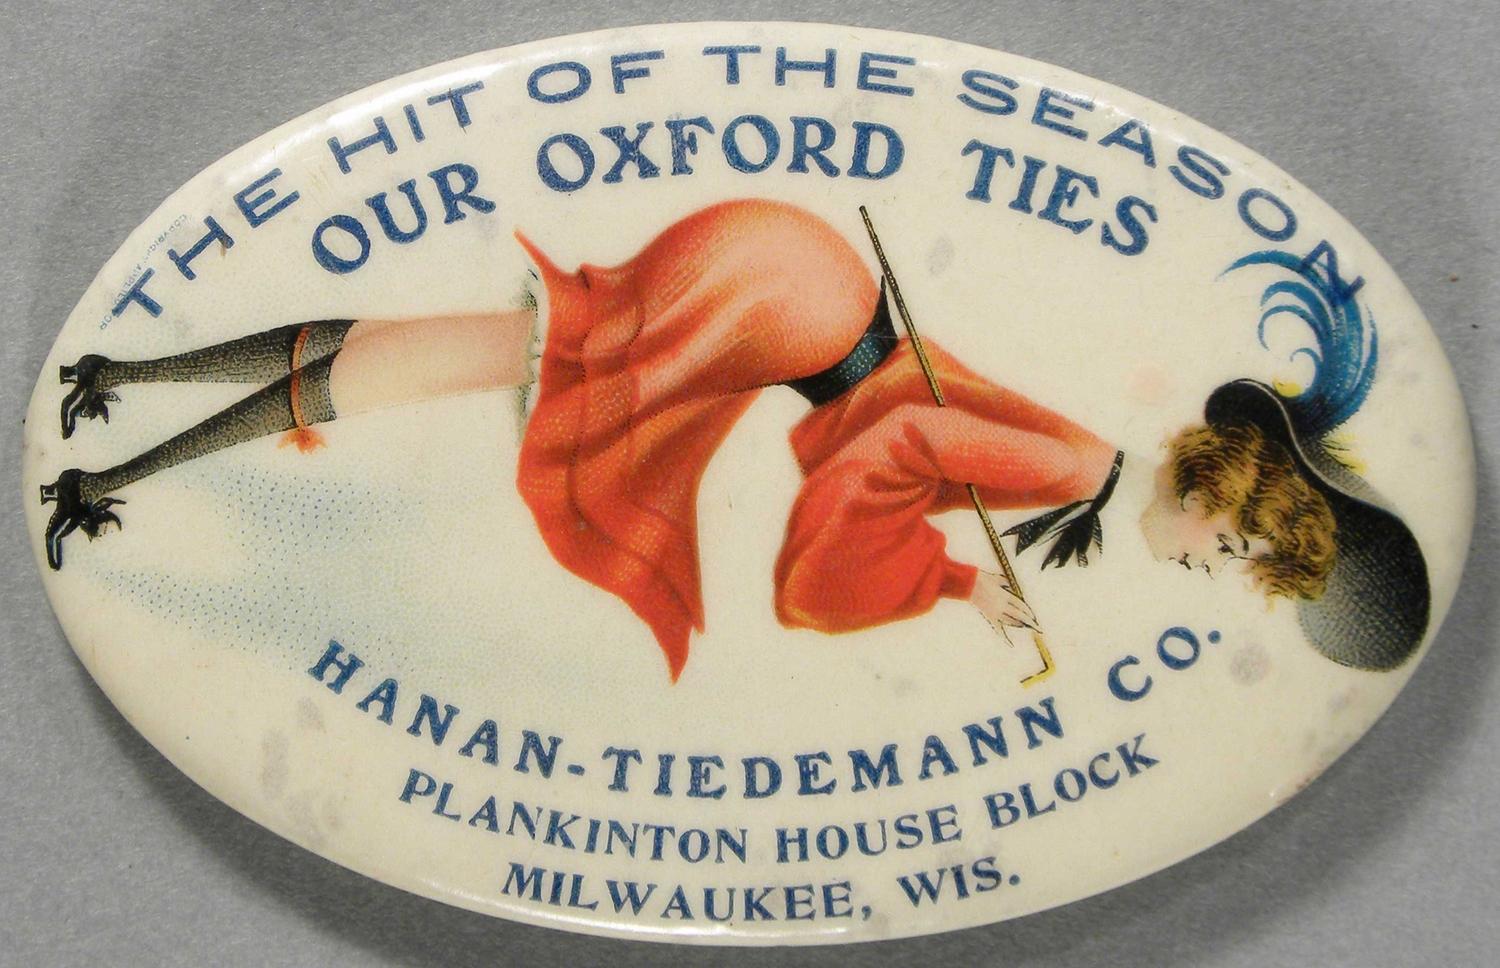 THE HIT OF THE SEASON
OUR OXFORD TIES
HANAN-TIEDEMANN CO.
PLANKINTON HOUSE BLOCK
MILWAUKEE, WIS.